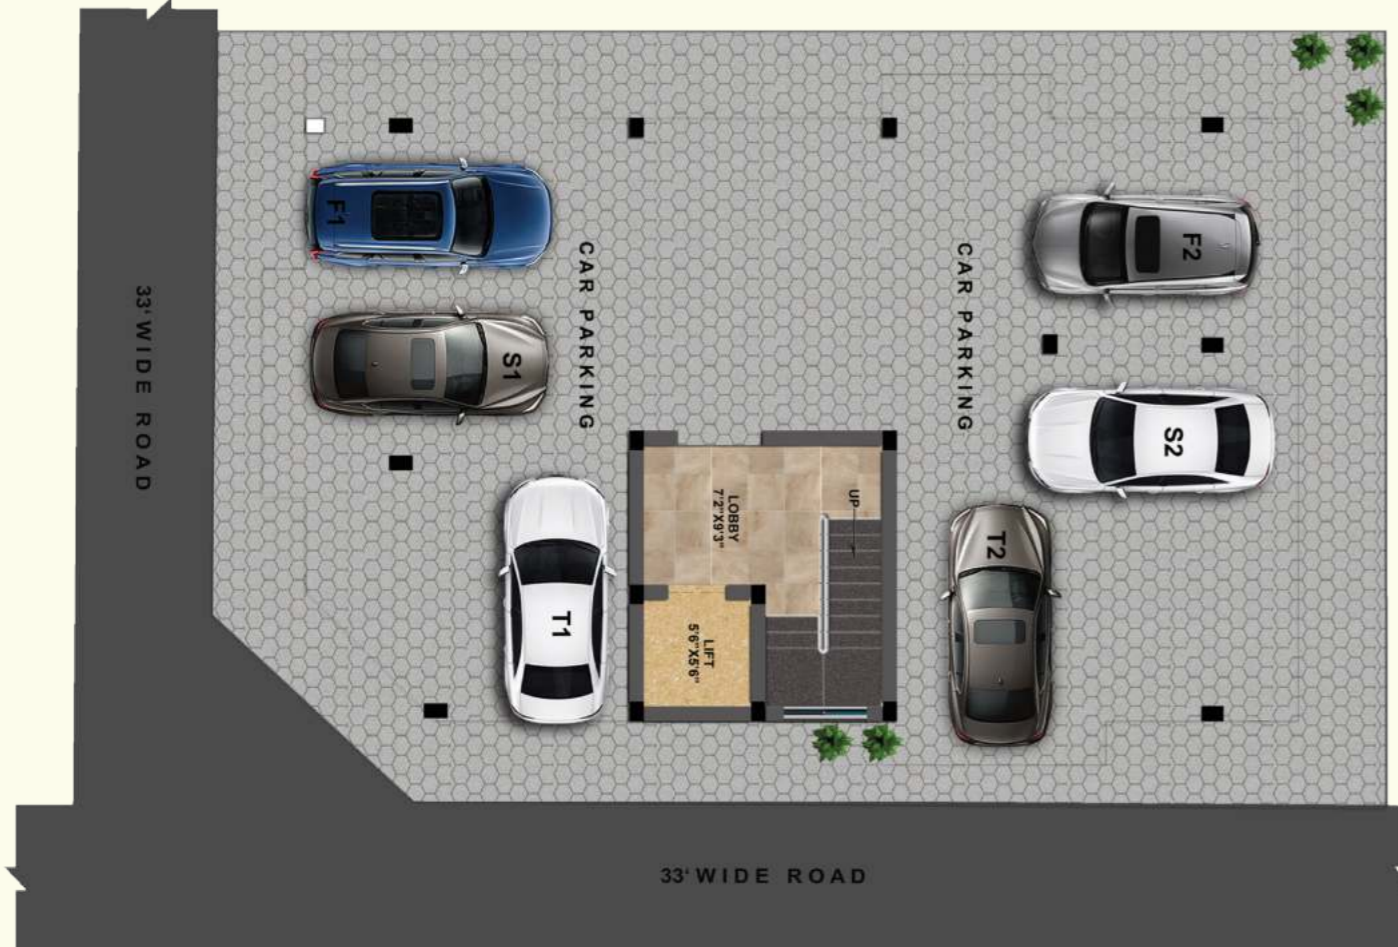 F1
F2
CAR PARKING
CAR PARKING
33' WIDE ROAD
S1
S2
UP
LOBBY
7'2"X9'3"
T2
T1
LIFT
5'6"X5'6"
33' WIDE ROAD